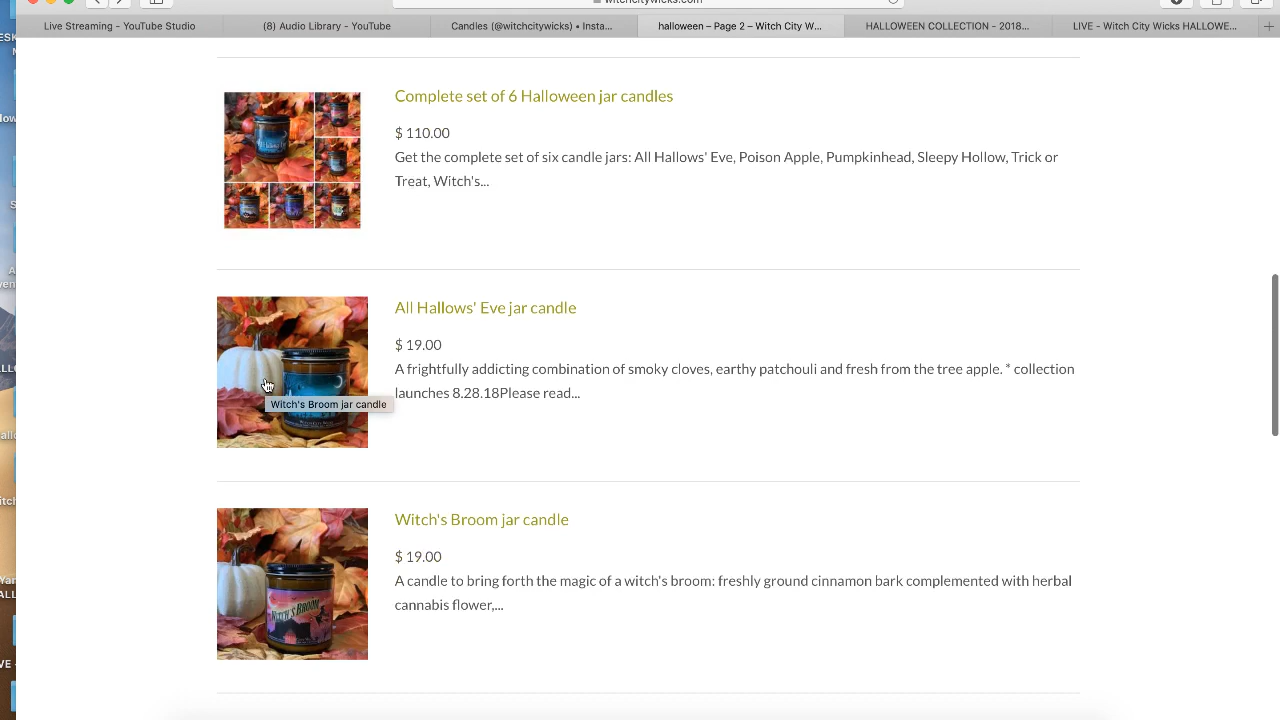 witchcitywicks.com
Live Streaming - YouTube Studio
(8) Audio Library - YouTube
Candles (@witchcitywicks) • Insta...
halloween – Page 2 – Witch City W...
HALLOWEEN COLLECTION - 2018...
LIVE - Witch City Wicks HALLOWE...
Complete set of 6 Halloween jar candles
$ 110.00
Get the complete set of six candle jars: All Hallows' Eve, Poison Apple, Pumpkinhead, Sleepy Hollow, Trick or
Treat, Witch's...
All Hallows' Eve jar candle
$ 19.00
A frightfully addicting combination of smoky cloves, earthy patchouli and fresh from the tree apple. * collection
launches 8.28.18Please read...
Witch's Broom jar candle
Witch's Broom jar candle
$ 19.00
A candle to bring forth the magic of a witch's broom: freshly ground cinnamon bark complemented with herbal
cannabis flower,...
WITCH'S BROOM